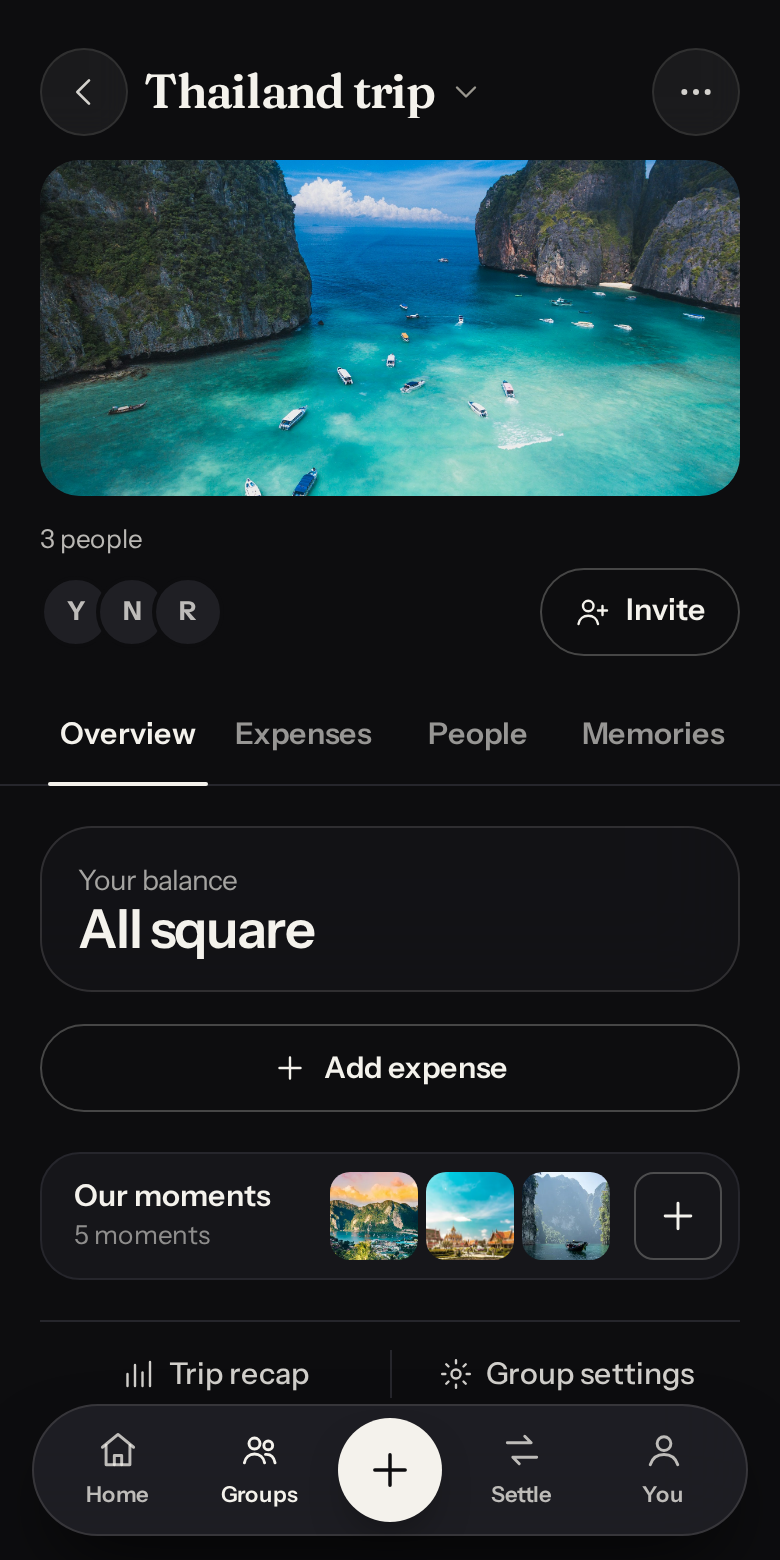 Thailand trip
3 people
Y N R
Invite
Overview Expenses People Memories
Your balance
All square
Add expense
Our moments
5 moments
Trip recap Group settings
Home Groups Settle You